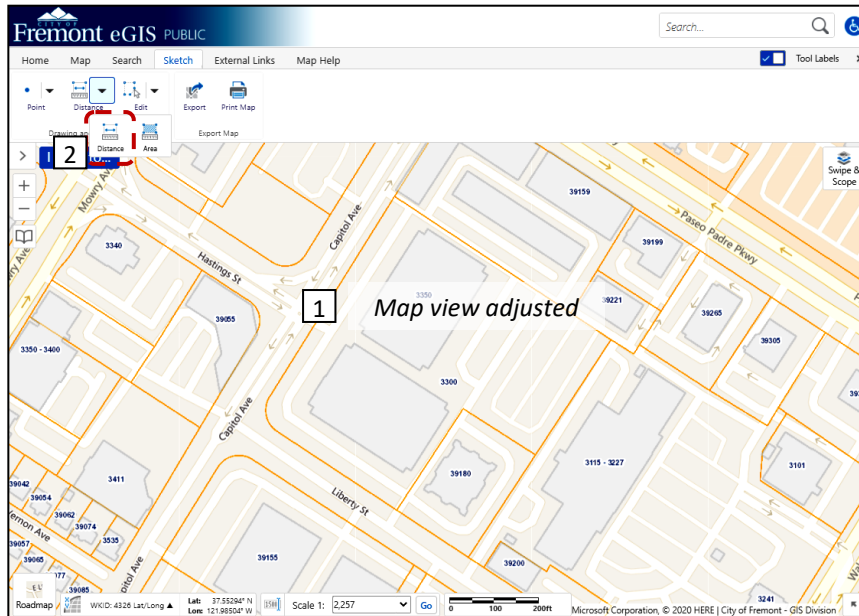 CITY OF
Fremont eGIS PUBLIC
Search...
Home Map Search Sketch External Links Map Help
Tool Labels
Point Distance Edit Export Print Map
Drawing an
Export Map
Distance Area
2
Swipe &
Scope
Mowry Ave
Capitol Ave
39159
Paseo Padre Pkwy
3340
39199
Hastings St
3350
1 Map view adjusted
39221
39055
39265
39305
3350 - 3400
3300
Capitol Ave
39180
3115 - 3227
3101
3411
39042
39054
Liberty St
39062
39074
3535
Vernon Ave
39057
39065
39155
39200
39085
3241
Roadmap
WKID: 4326 Lat/Long ▲
Lat: 37.55294° N
Lon: 121.98504° W
Scale 1: 2,257 Go
0 100 200ft
Microsoft Corporation, © 2020 HERE | City of Fremont - GIS Division